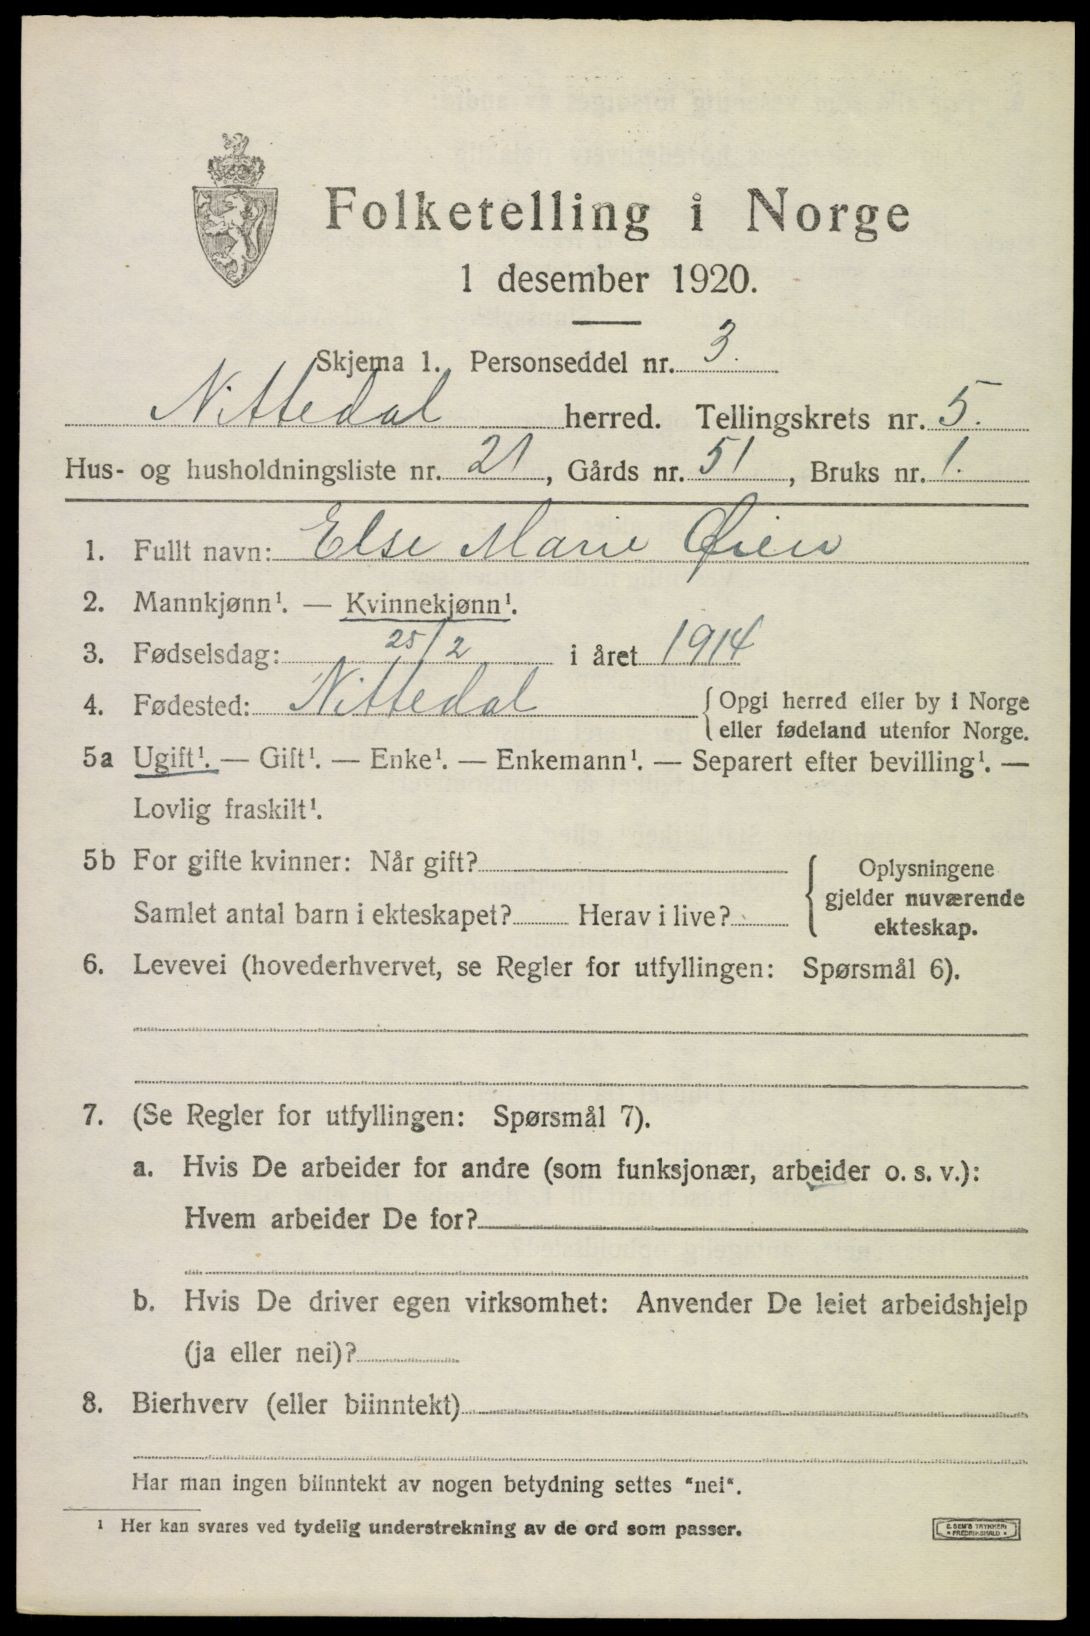 Folketelling i Norge
1 desember 1920.
Skjema 1. Personseddel nr. 3.
Nittedal herred. Tellingskrets nr. 5.
Hus- og husholdningsliste nr. 21, Gårds nr. 51, Bruks nr. 1.
1. Fullt navn: Else Marie Øien
2. Mannkjønn¹. — Kvinnekjønn¹.
3. Fødselsdag: 25/2 i året 1914
4. Fødested: Nittedal {Opgi herred eller by i Norge
eller fødeland utenfor Norge.
5a Ugift¹. — Gift¹. — Enke¹. — Enkemann¹. — Separert efter bevilling¹. —
Lovlig fraskilt¹.
5b For gifte kvinner: Når gift?
Samlet antal barn i ekteskapet? Herav i live?
{Oplysningene
gjelder nuværende
ekteskap.
6. Levevei (hovederhvervet, se Regler for utfyllingen: Spørsmål 6).
7. (Se Regler for utfyllingen: Spørsmål 7).
a. Hvis De arbeider for andre (som funksjonær, arbeider o. s. v.):
Hvem arbeider De for?
b. Hvis De driver egen virksomhet: Anvender De leiet arbeidshjelp
(ja eller nei)?
8. Bierhverv (eller biinntekt)
Har man ingen biinntekt av nogen betydning settes "nei".
¹ Her kan svares ved tydelig understrekning av de ord som passer.
E. SEM'S TRYKKERI
FREDRIKSHALD